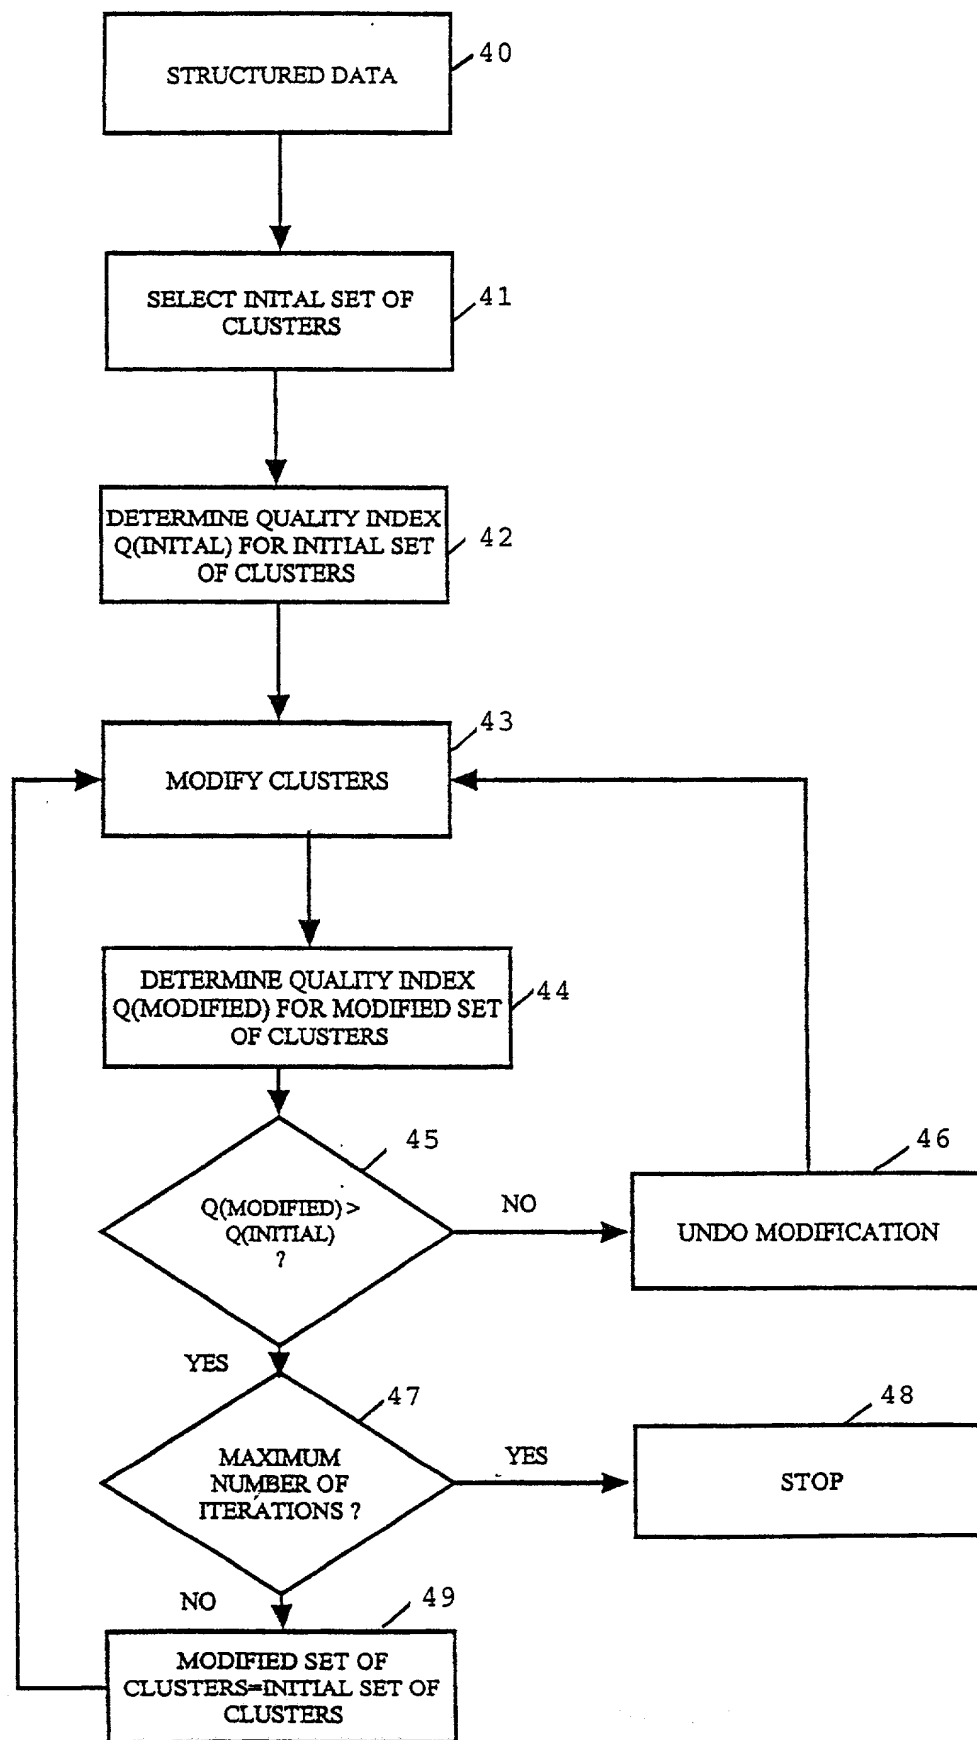 STRUCTURED DATA
40
SELECT INITAL SET OF
CLUSTERS
41
DETERMINE QUALITY INDEX
Q(INITAL) FOR INITIAL SET
OF CLUSTERS
42
43
MODIFY CLUSTERS
DETERMINE QUALITY INDEX
Q(MODIFIED) FOR MODIFIED SET
OF CLUSTERS
44
45
Q(MODIFIED) >
Q(INITIAL)
?
NO
46
UNDO MODIFICATION
YES
47
MAXIMUM
NUMBER OF
ITERATIONS ?
YES
48
STOP
NO
49
MODIFIED SET OF
CLUSTERS=INITIAL SET OF
CLUSTERS